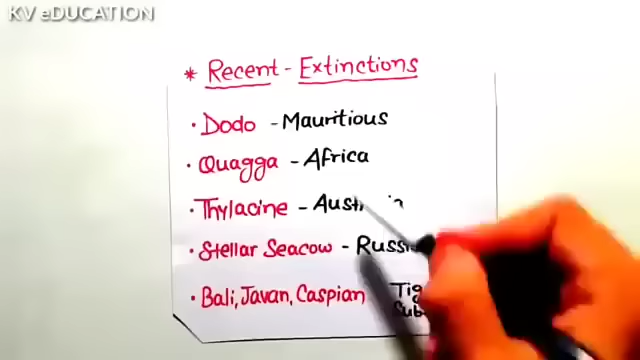 KV eDUCATION
* Recent - Extinctions
• Dodo - Mauritious
• Quagga - Africa
• Thylacine -
• Stellar Seacow -
• Bali, Javan, Caspian